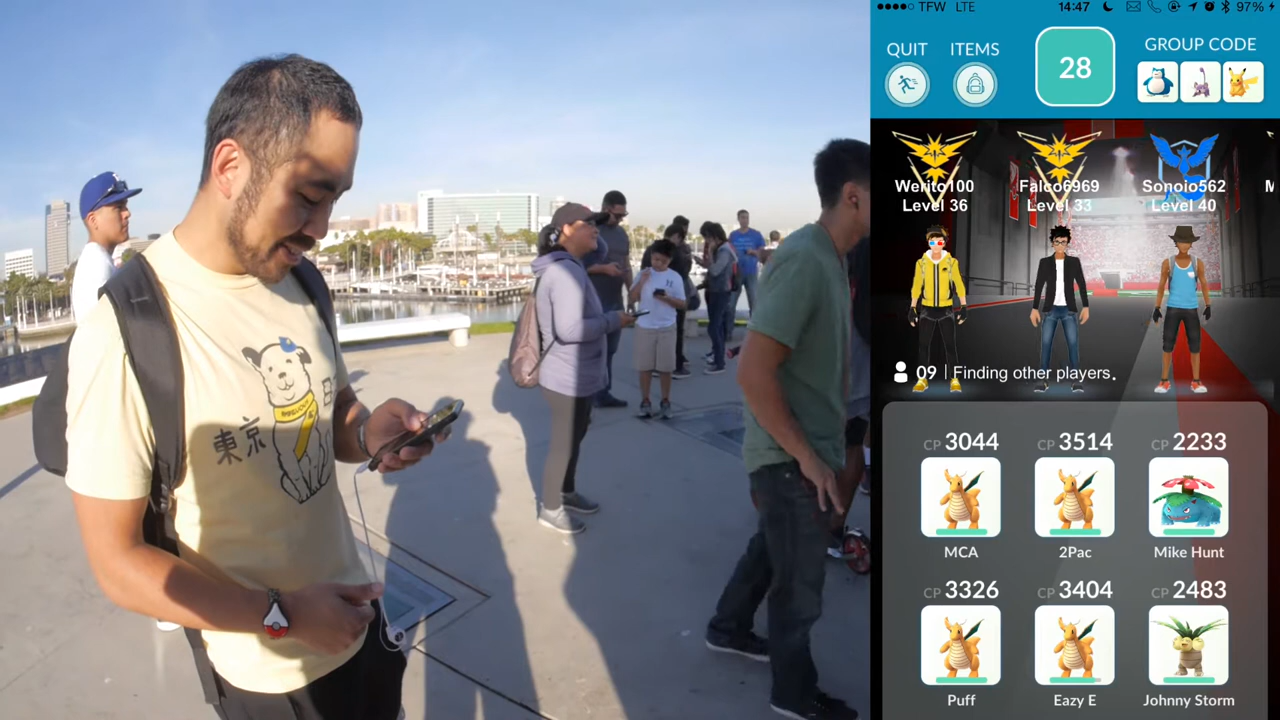 東京
TFW LTE 14:47 97%
QUIT ITEMS
28
GROUP CODE
Werito100
Level 36
Falco6969
Level 33
Sonoio562
Level 40
M
09 | Finding other players.
CP 3044
MCA
CP 3514
2Pac
CP 2233
Mike Hunt
CP 3326
Puff
CP 3404
Eazy E
CP 2483
Johnny Storm